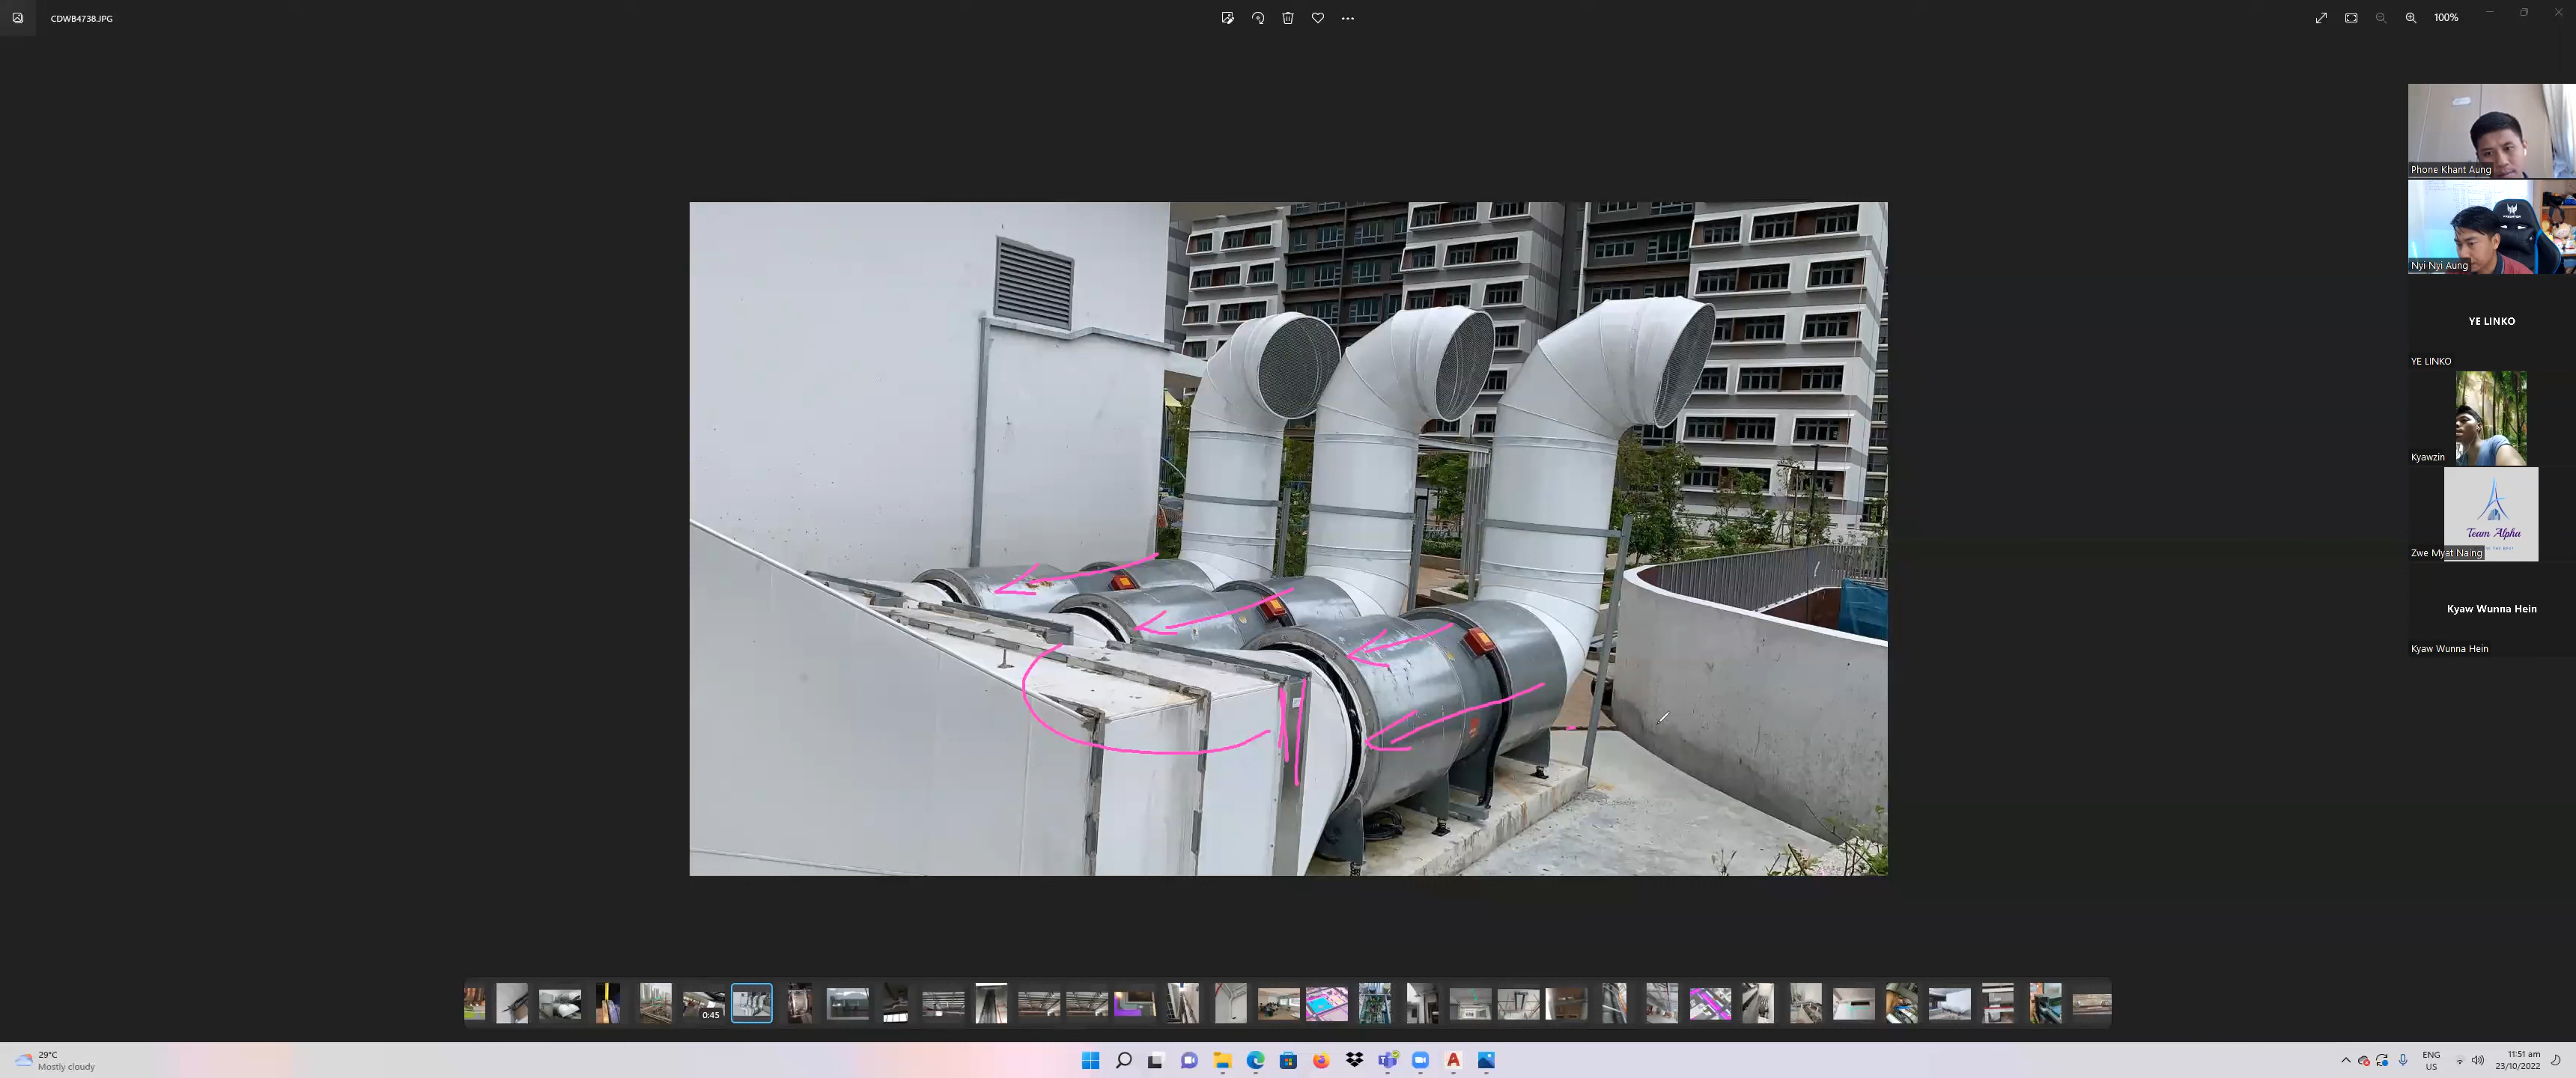 CDWB4738.JPG
100%
Phone Khant Aung
Nyi Nyi Aung
YE LINKO
YE LINKO
Kyawzin
Team Alpha
Zwe Myat Naing
Kyaw Wunna Hein
Kyaw Wunna Hein
0:45
29°C
Mostly cloudy
ENG
US
11:51 am
23/10/2022